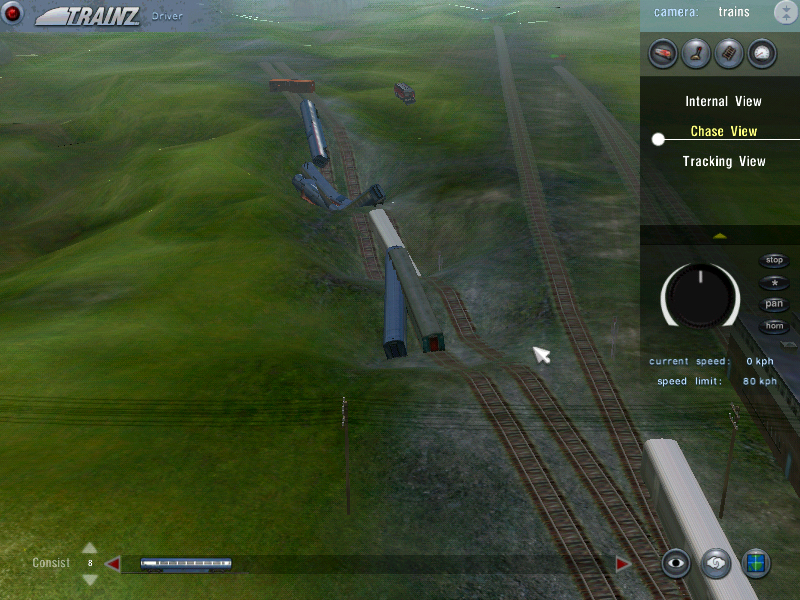 TRAINZ Driver
camera: trains
Internal View
Chase View
Tracking View
stop
*
pan
horn
current speed: 0 kph
speed limit: 80 kph
Consist 8